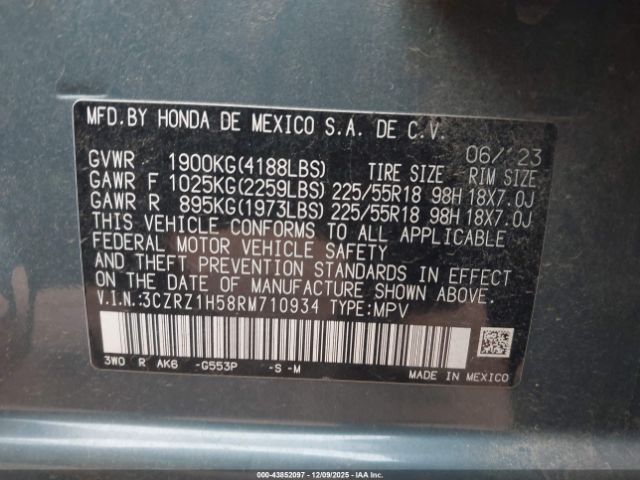 MFD.BY HONDA DE MEXICO S.A. DE C.V.
06/'23
GVWR 1900KG(4188LBS) TIRE SIZE RIM SIZE
GAWR F 1025KG(2259LBS) 225/55R18 98H 18X7.0J
GAWR R 895KG(1973LBS) 225/55R18 98H 18X7.0J
THIS VEHICLE CONFORMS TO ALL APPLICABLE
FEDERAL MOTOR VEHICLE SAFETY
AND THEFT PREVENTION STANDARDS IN EFFECT
ON THE DATE OF MANUFACTURE SHOWN ABOVE.
V.I.N.:3CZRZ1H58RM710934 TYPE:MPV
3W0 R AK6 -G553P -S -M
MADE IN MEXICO
000-43852097 - 12/09/2025 - IAA, Inc.